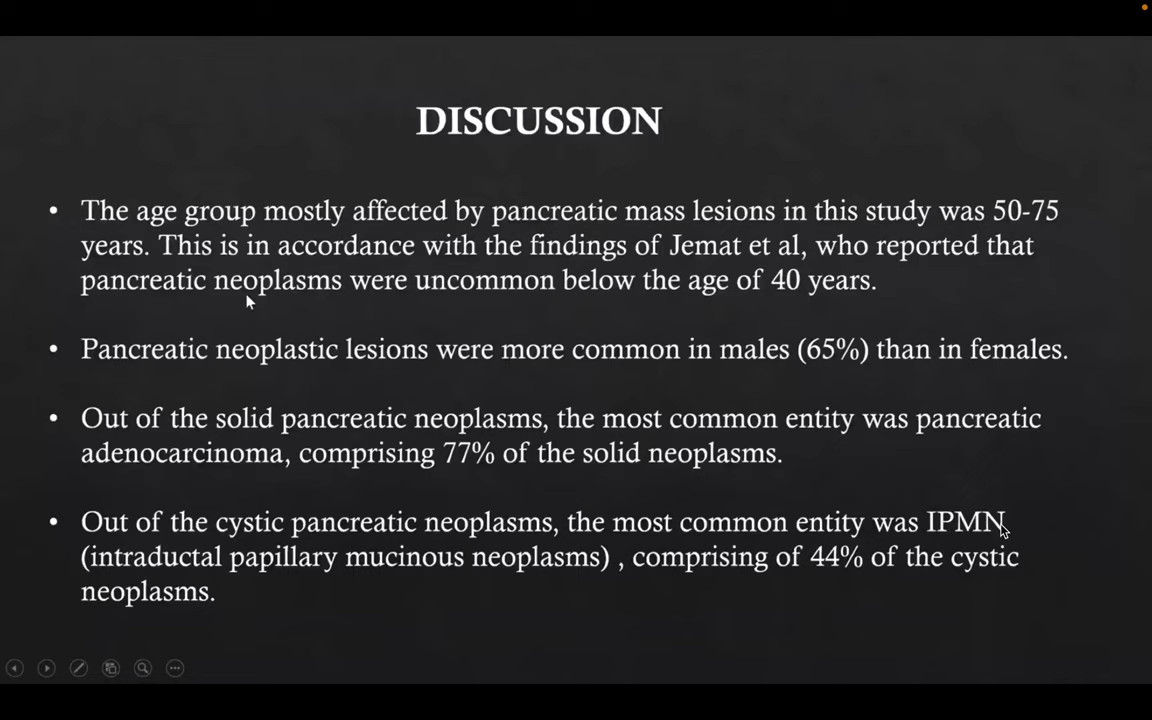 DISCUSSION
• The age group mostly affected by pancreatic mass lesions in this study was 50-75
years. This is in accordance with the findings of Jemat et al, who reported that
pancreatic neoplasms were uncommon below the age of 40 years.
• Pancreatic neoplastic lesions were more common in males (65%) than in females.
• Out of the solid pancreatic neoplasms, the most common entity was pancreatic
adenocarcinoma, comprising 77% of the solid neoplasms.
• Out of the cystic pancreatic neoplasms, the most common entity was IPMN
(intraductal papillary mucinous neoplasms) , comprising of 44% of the cystic
neoplasms.